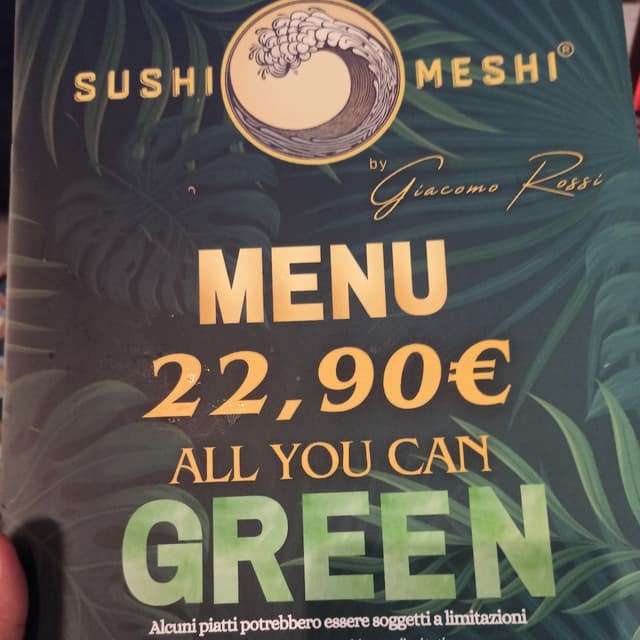 SUSHI MESHI®
by Giacomo Rossi
MENU
22,90€
ALL YOU CAN
GREEN
Alcuni piatti potrebbero essere soggetti a limitazioni